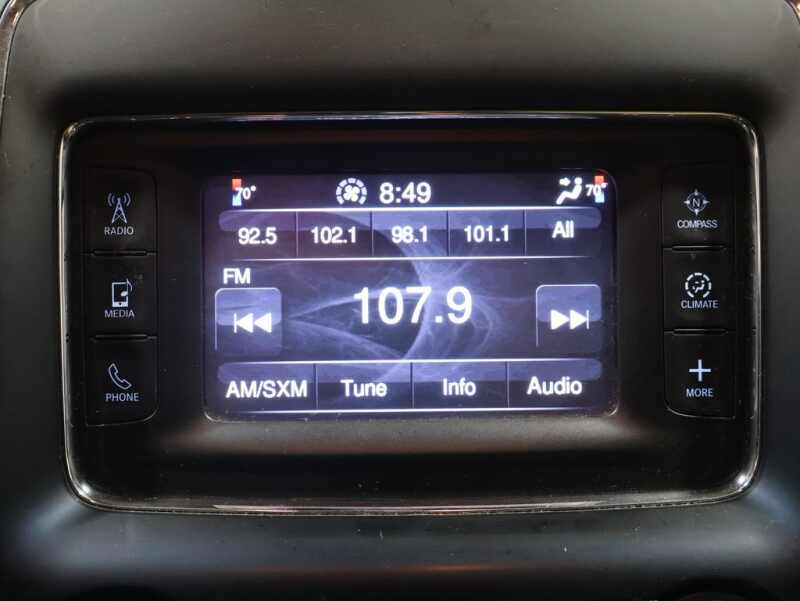 70° 8:49 70°
92.5 102.1 98.1 101.1 All
FM
107.9
AM/SXM Tune Info Audio
RADIO
MEDIA
PHONE
N
COMPASS
CLIMATE
MORE